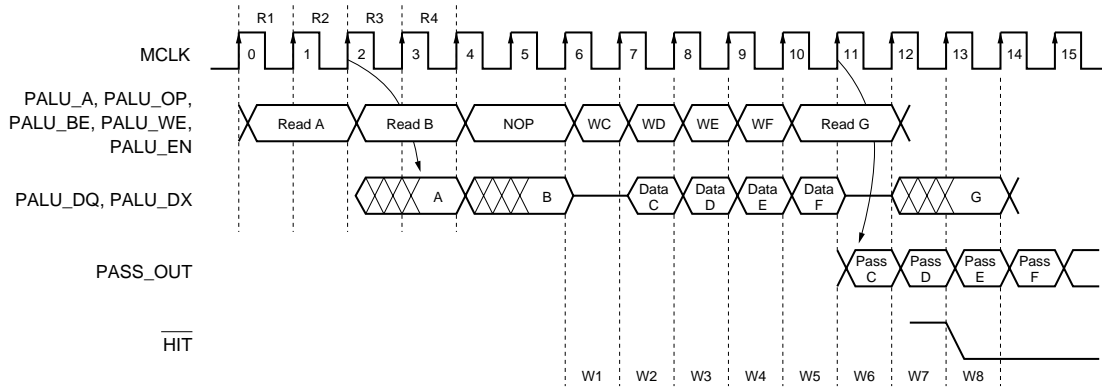 R1 R2 R3 R4
MCLK 0 1 2 3 4 5 6 7 8 9 10 11 12 13 14 15
PALU_A, PALU_OP,
PALU_BE, PALU_WE,
PALU_EN
Read A Read B NOP WC WD WE WF Read G
PALU_DQ, PALU_DX A B Data C Data D Data E Data F G
PASS_OUT Pass C Pass D Pass E Pass F
HIT
W1 W2 W3 W4 W5 W6 W7 W8